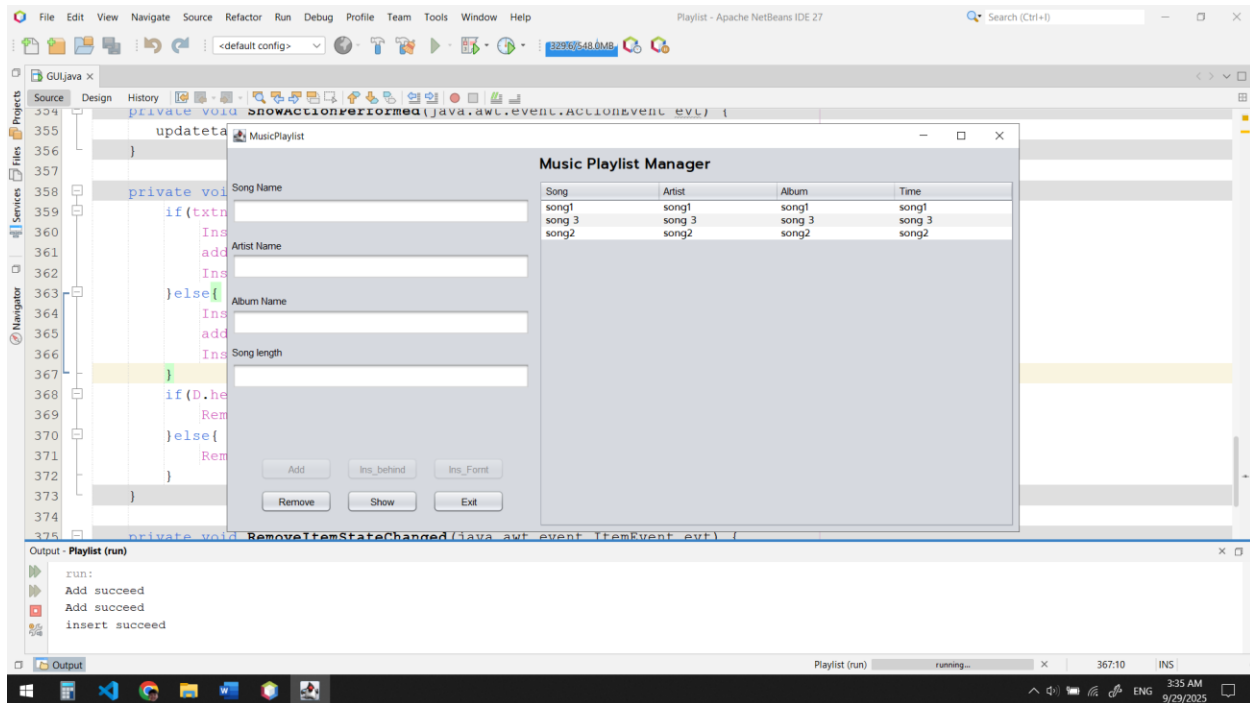 File Edit View Navigate Source Refactor Run Debug Profile Team Tools Window Help
Playlist - Apache NetBeans IDE 27
Search (Ctrl+I)
<default config>
329.6/548.0MB
GUI.java ×
Source Design History
Projects
Files
Services
Navigator
354 private void ShowActionPerformed(java.awt.event.ActionEvent evt) {
355 updateta
356 }
357
358 private voi
359 if(txtn
360 Ins
361 add
362 Ins
363 }else{
364 Ins
365 add
366 Ins
367 }
368 if(D.he
369 Rem
370 }else{
371 Rem
372 }
373 }
374
375 private void RemoveItemStateChanged(java.awt.event.ItemEvent evt) {
MusicPlaylist
Music Playlist Manager
Song Name
Artist Name
Album Name
Song length
Add Ins_behind Ins_Fornt
Remove Show Exit
Song Artist Album Time
song1 song1 song1 song1
song 3 song 3 song 3 song 3
song2 song2 song2 song2
Output - Playlist (run)
run:
Add succeed
Add succeed
insert succeed
Output
Playlist (run) running... 367:10 INS
ENG
3:35 AM
9/29/2025